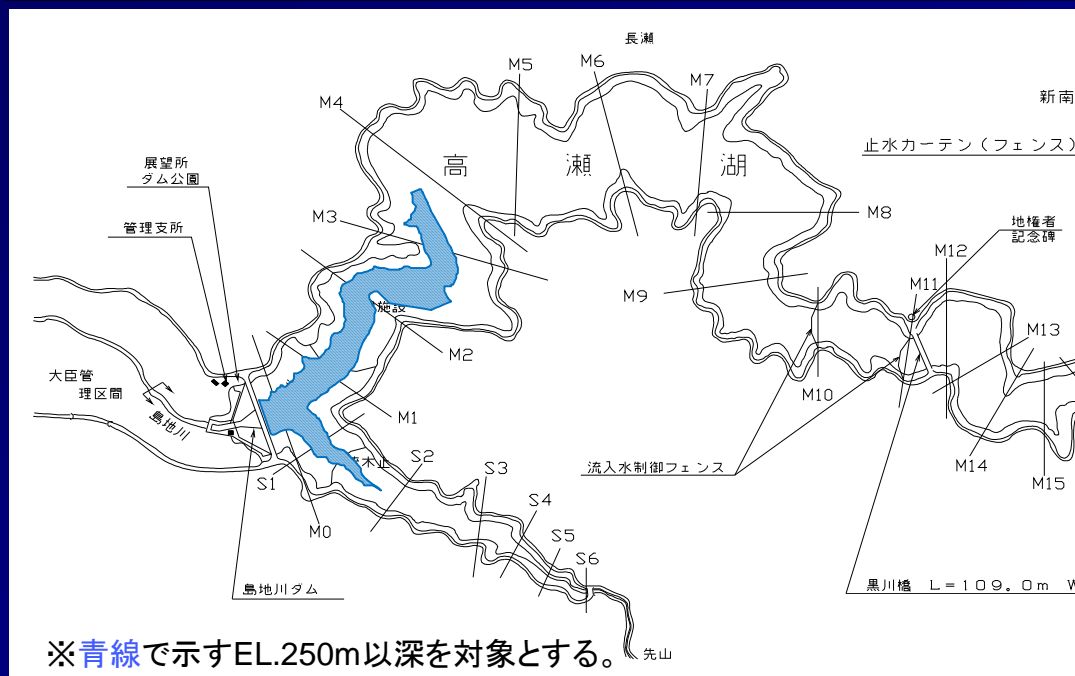 長瀬
M5
M6
M7
M4
新南
止水カーテン(フェンス)
展望所
ダム公園
高瀬湖
管理支所
M3
M8
地権者
記念碑
M12
M11
M9
施設
M13
M2
大臣管
理区間
M10
M1
島地川
S2
S3
流入水制御フェンス
M14
S1
M15
S4
M0
S5
S6
島地川ダム
黒川橋 L=109.0m W
※青線で示すEL.250m以深を対象とする。
先山